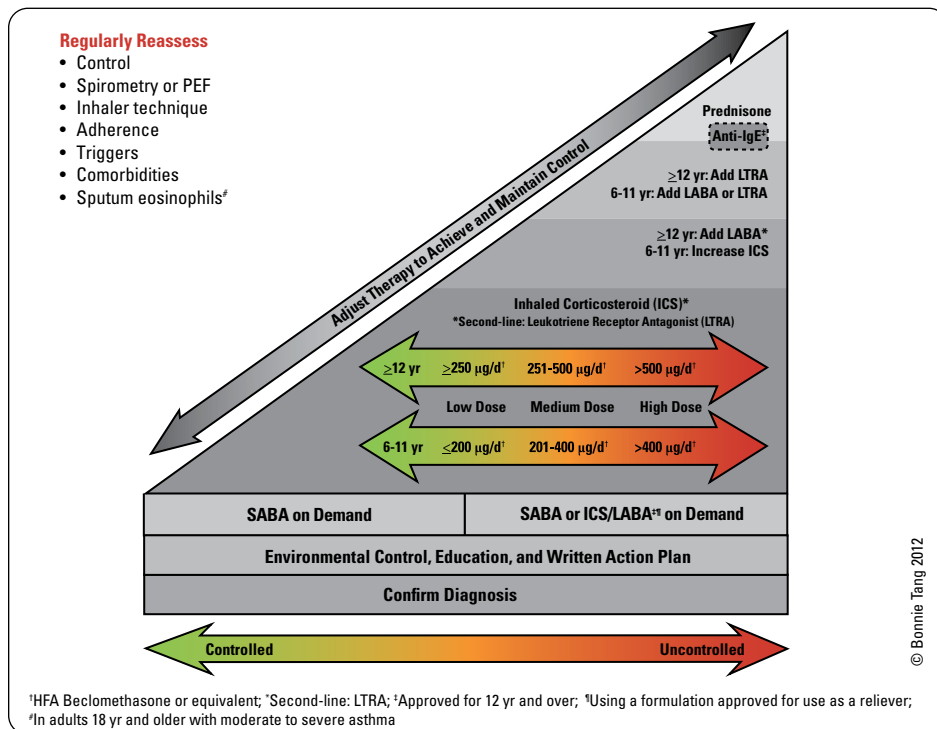 Regularly Reassess
• Control
• Spirometry or PEF
• Inhaler technique
• Adherence
• Triggers
• Comorbidities
• Sputum eosinophils#
Adjust Therapy to Achieve and Maintain Control
Prednisone
Anti-IgE‡
≥12 yr: Add LTRA
6-11 yr: Add LABA or LTRA
≥12 yr: Add LABA*
6-11 yr: Increase ICS
Inhaled Corticosteroid (ICS)*
*Second-line: Leukotriene Receptor Antagonist (LTRA)
≥12 yr ≥250 µg/d† 251-500 µg/d† >500 µg/d†
Low Dose Medium Dose High Dose
6-11 yr ≤200 µg/d† 201-400 µg/d† >400 µg/d†
SABA on Demand SABA or ICS/LABA‡¶ on Demand
Environmental Control, Education, and Written Action Plan
Confirm Diagnosis
Controlled Uncontrolled
© Bonnie Tang 2012
†HFA Beclomethasone or equivalent; *Second-line: LTRA; ‡Approved for 12 yr and over; ¶Using a formulation approved for use as a reliever;
#In adults 18 yr and older with moderate to severe asthma